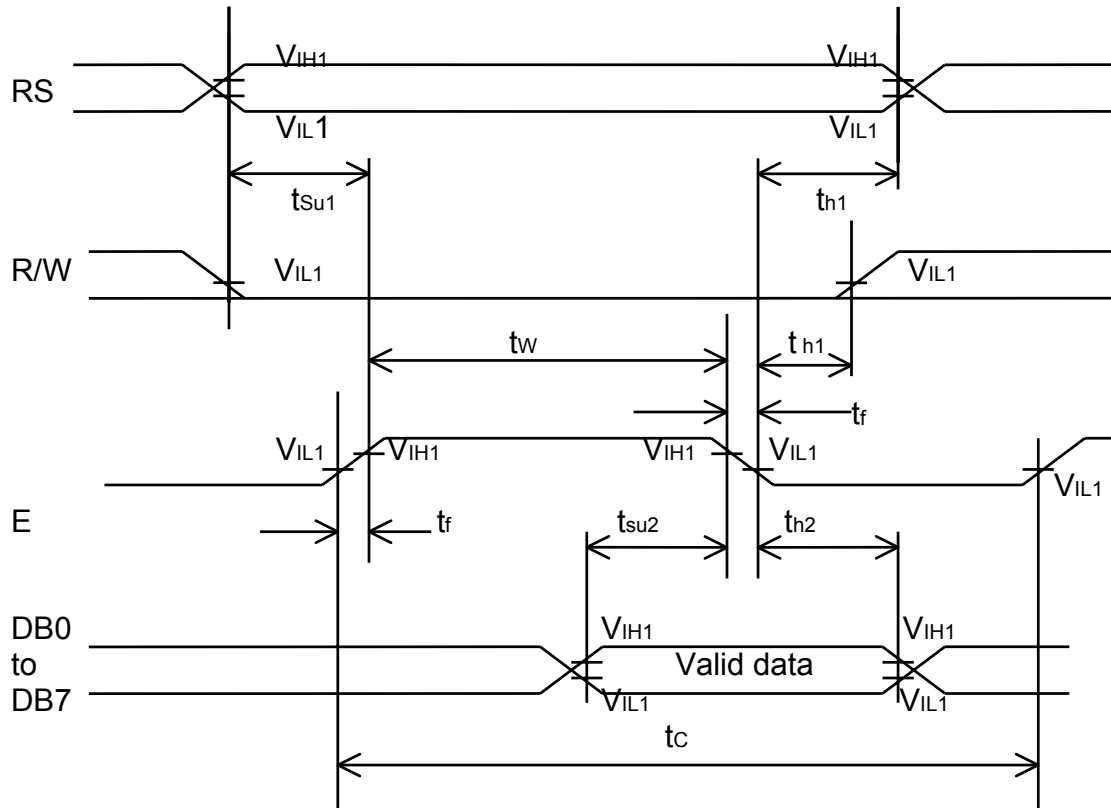 VIH1 VIH1
RS
VIL1 VIL1
tSu1 th1
R/W VIL1 VIL1
tW th1
tf
VIL1 VIH1 VIH1 VIL1
VIL1
E tf tsu2 th2
DB0 VIH1 VIH1
to Valid data
DB7 VIL1 VIL1
tC